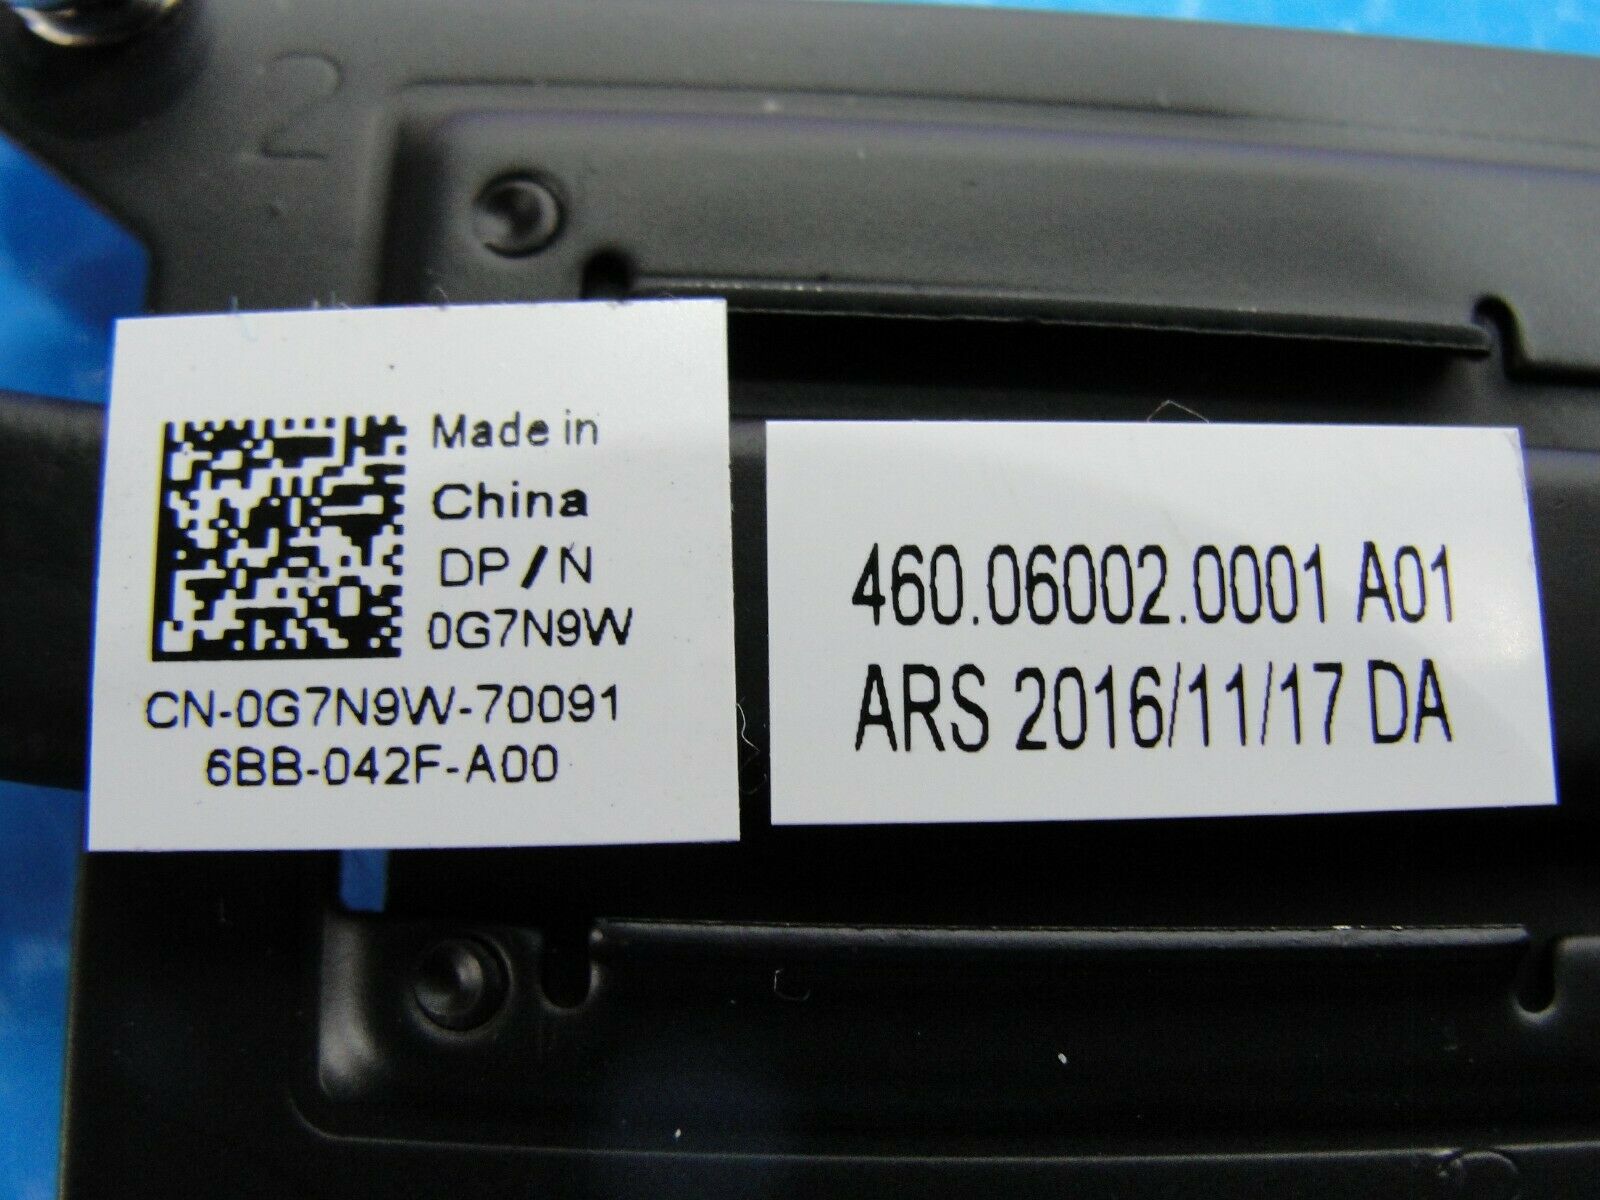 2
Made in
China
DP/N
0G7N9W
CN-0G7N9W-70091
6BB-042F-A00
460.06002.0001 A01
ARS 2016/11/17 DA